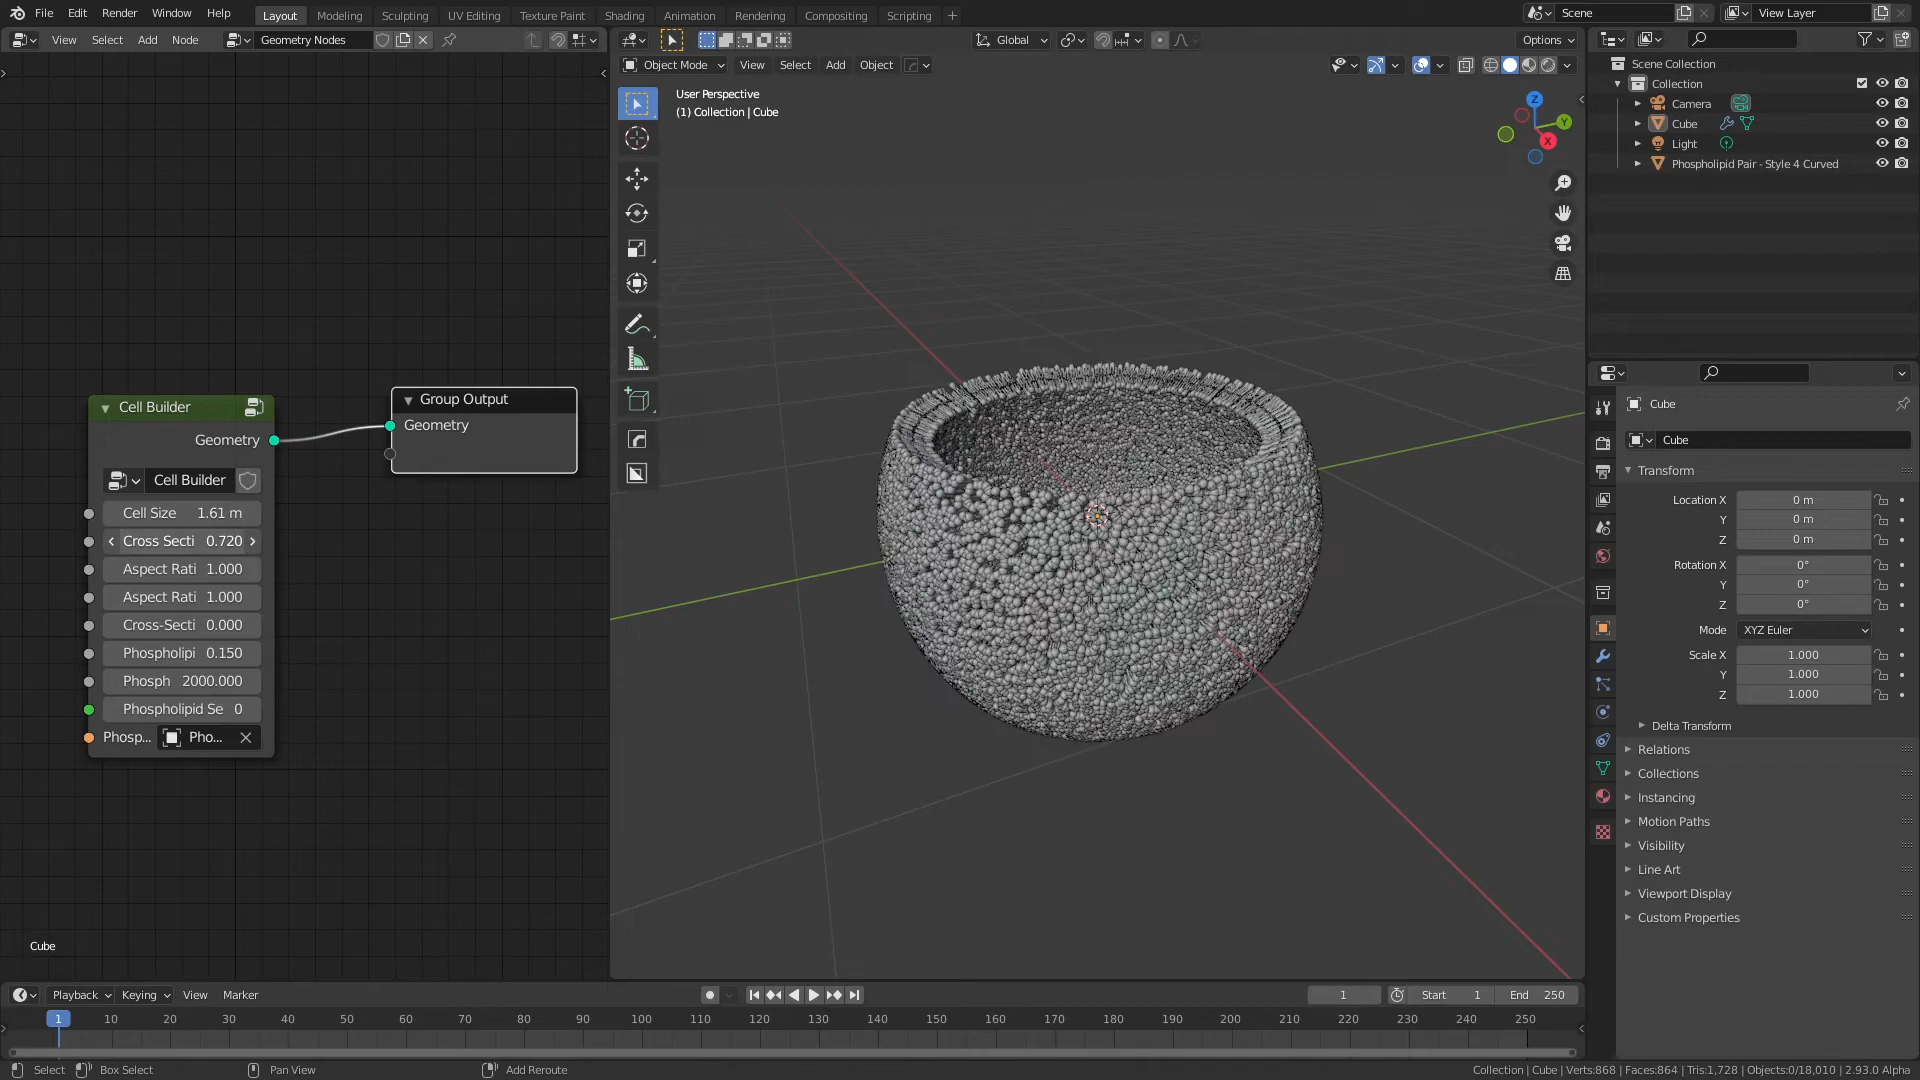 File Edit Render Window Help Layout Modeling Sculpting UV Editing Texture Paint Shading Animation Rendering Compositing Scripting + Scene View Layer
View Select Add Node Geometry Nodes Global Options
Object Mode View Select Add Object
User Perspective
(1) Collection | Cube
Z
Y
X
Scene Collection
Collection
Camera
Cube
Light
Phospholipid Pair - Style 4 Curved
Cell Builder
Geometry
Cell Builder
Cell Size 1.61 m
Cross Secti 0.720
Aspect Rati 1.000
Aspect Rati 1.000
Cross-Secti 0.000
Phospholipi 0.150
Phosph 2000.000
Phospholipid Se 0
Phosp... Pho...
Group Output
Geometry
Cube
Cube
Cube
Transform
Location X 0 m
Y 0 m
Z 0 m
Rotation X 0°
Y 0°
Z 0°
Mode XYZ Euler
Scale X 1.000
Y 1.000
Z 1.000
Delta Transform
Relations
Collections
Instancing
Motion Paths
Visibility
Line Art
Viewport Display
Custom Properties
Playback Keying View Marker 1 Start 1 End 250
1 10 20 30 40 50 60 70 80 90 100 110 120 130 140 150 160 170 180 190 200 210 220 230 240 250
Select Box Select Pan View Add Reroute Collection | Cube | Verts:868 | Faces:864 | Tris:1,728 | Objects:0/18,010 | 2.93.0 Alpha